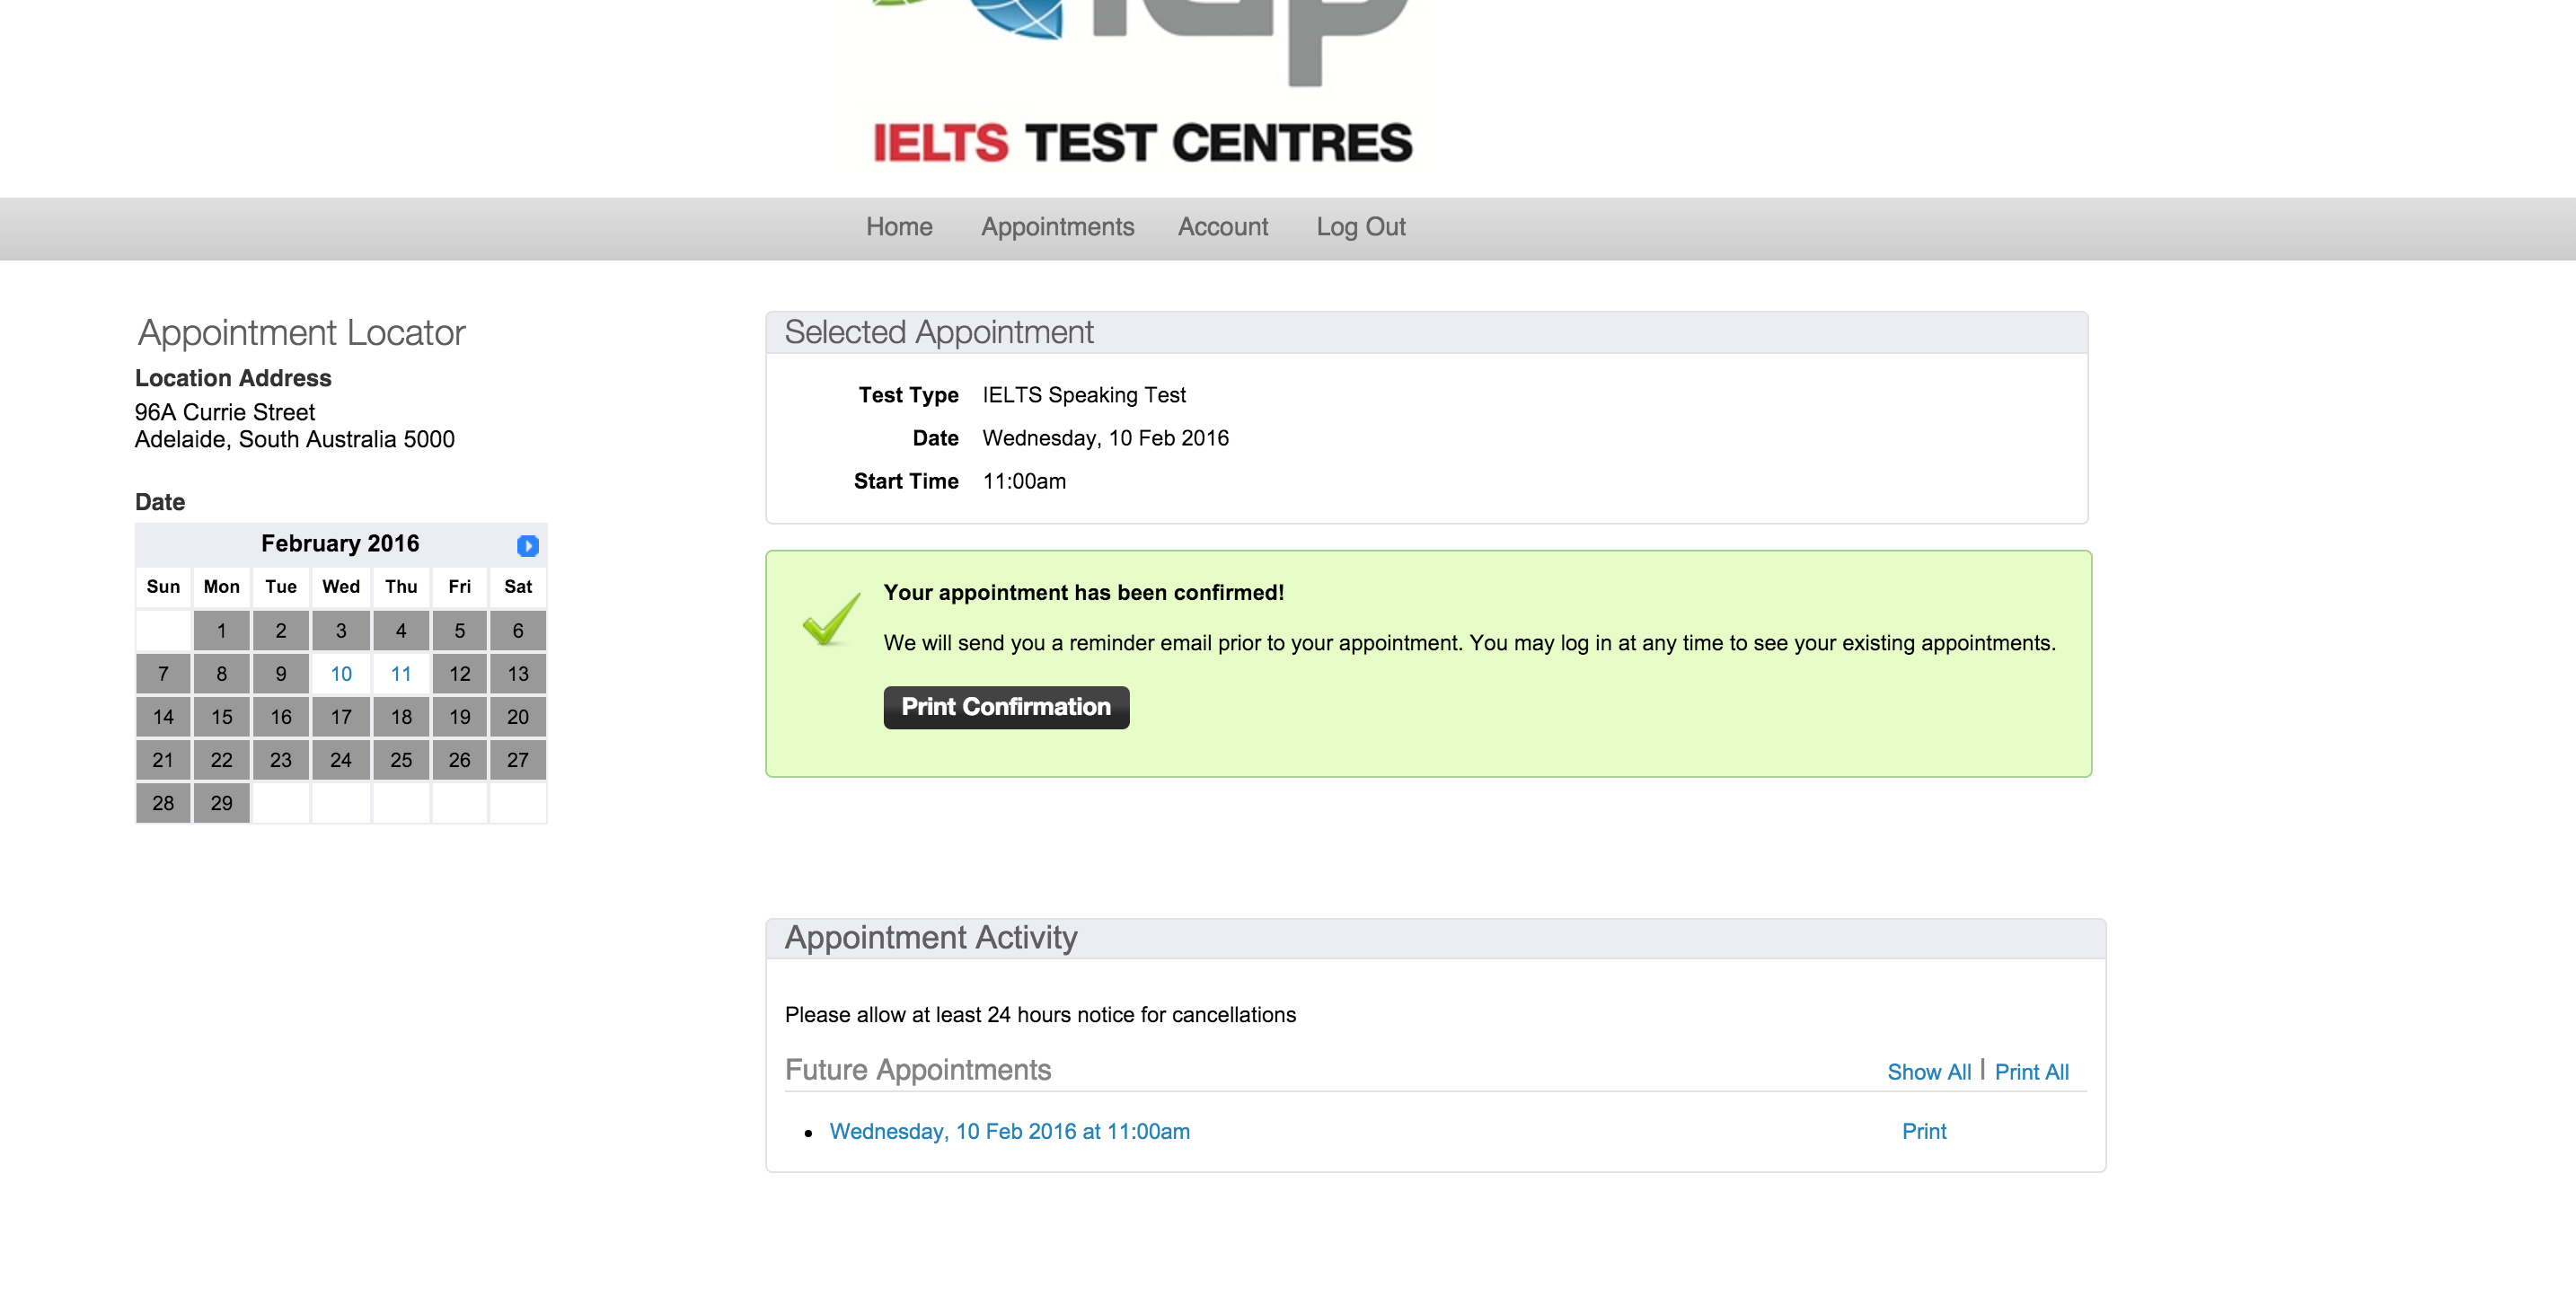 idp
IELTS TEST CENTRES
Home Appointments Account Log Out
Appointment Locator
Location Address
96A Currie Street
Adelaide, South Australia 5000
Date
February 2016
Sun Mon Tue Wed Thu Fri Sat
1 2 3 4 5 6
7 8 9 10 11 12 13
14 15 16 17 18 19 20
21 22 23 24 25 26 27
28 29
Selected Appointment
Test Type IELTS Speaking Test
Date Wednesday, 10 Feb 2016
Start Time 11:00am
Your appointment has been confirmed!
We will send you a reminder email prior to your appointment. You may log in at any time to see your existing appointments.
Print Confirmation
Appointment Activity
Please allow at least 24 hours notice for cancellations
Future Appointments Show All | Print All
• Wednesday, 10 Feb 2016 at 11:00am Print